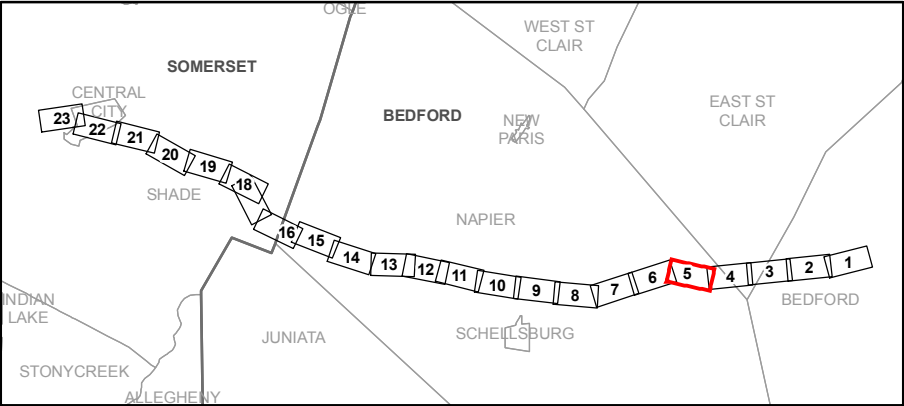 OGLE
WEST ST
CLAIR
SOMERSET
CENTRAL
CITY
EAST ST
CLAIR
BEDFORD
NEW
PARIS
23
22
21
20
19
18
SHADE
NAPIER
16
15
14
13
12
11
10
9
8
7
6
5
4
3
2
1
INDIAN
LAKE
BEDFORD
JUNIATA
SCHELLSBURG
STONYCREEK
ALLEGHENY